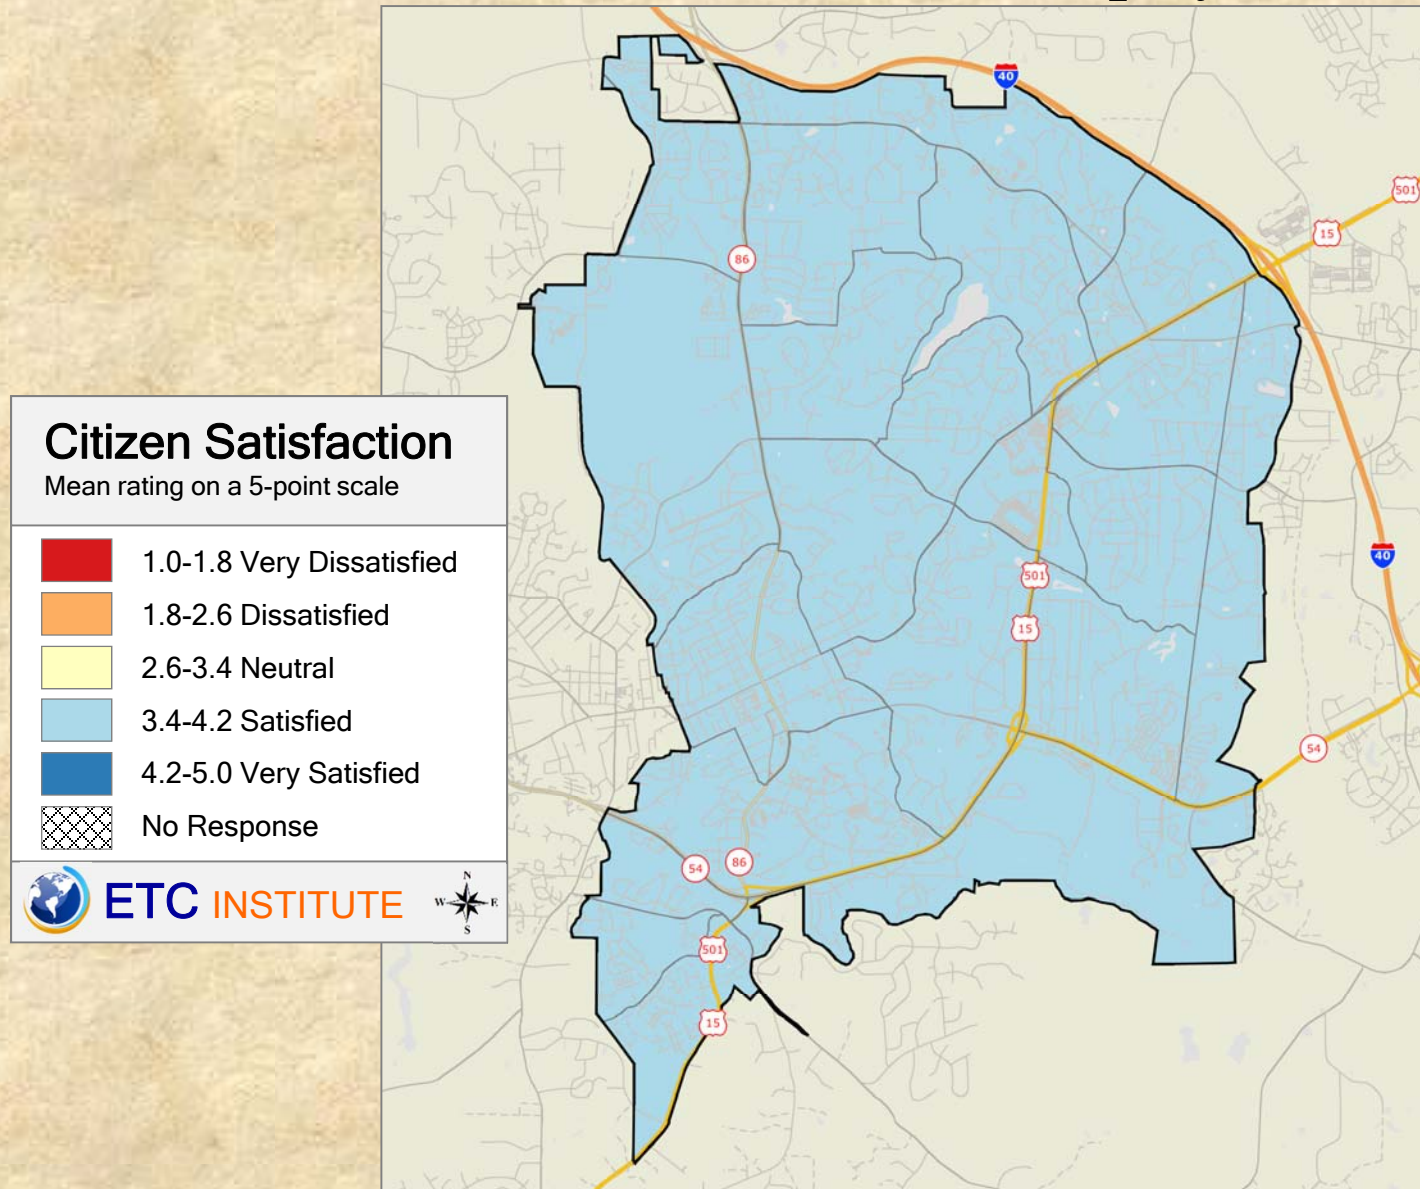 40
501
15
86
Citizen Satisfaction
Mean rating on a 5-point scale
1.0-1.8 Very Dissatisfied
1.8-2.6 Dissatisfied
2.6-3.4 Neutral
3.4-4.2 Satisfied
4.2-5.0 Very Satisfied
No Response
ETC INSTITUTE
N
W E
S
40
501
15
54
54
86
501
15